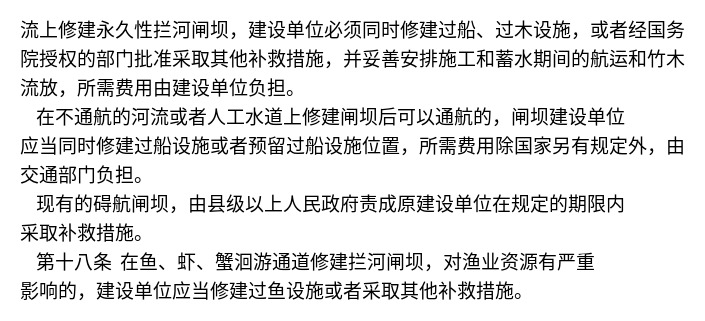 流上修建永久性拦河闸坝，建设单位必须同时修建过船、过木设施，或者经国务
院授权的部门批准采取其他补救措施，并妥善安排施工和蓄水期间的航运和竹木
流放，所需费用由建设单位负担。
在不通航的河流或者人工水道上修建闸坝后可以通航的，闸坝建设单位
应当同时修建过船设施或者预留过船设施位置，所需费用除国家另有规定外，由
交通部门负担。
现有的碍航闸坝，由县级以上人民政府责成原建设单位在规定的期限内
采取补救措施。
第十八条 在鱼、虾、蟹洄游通道修建拦河闸坝，对渔业资源有严重
影响的，建设单位应当修建过鱼设施或者采取其他补救措施。